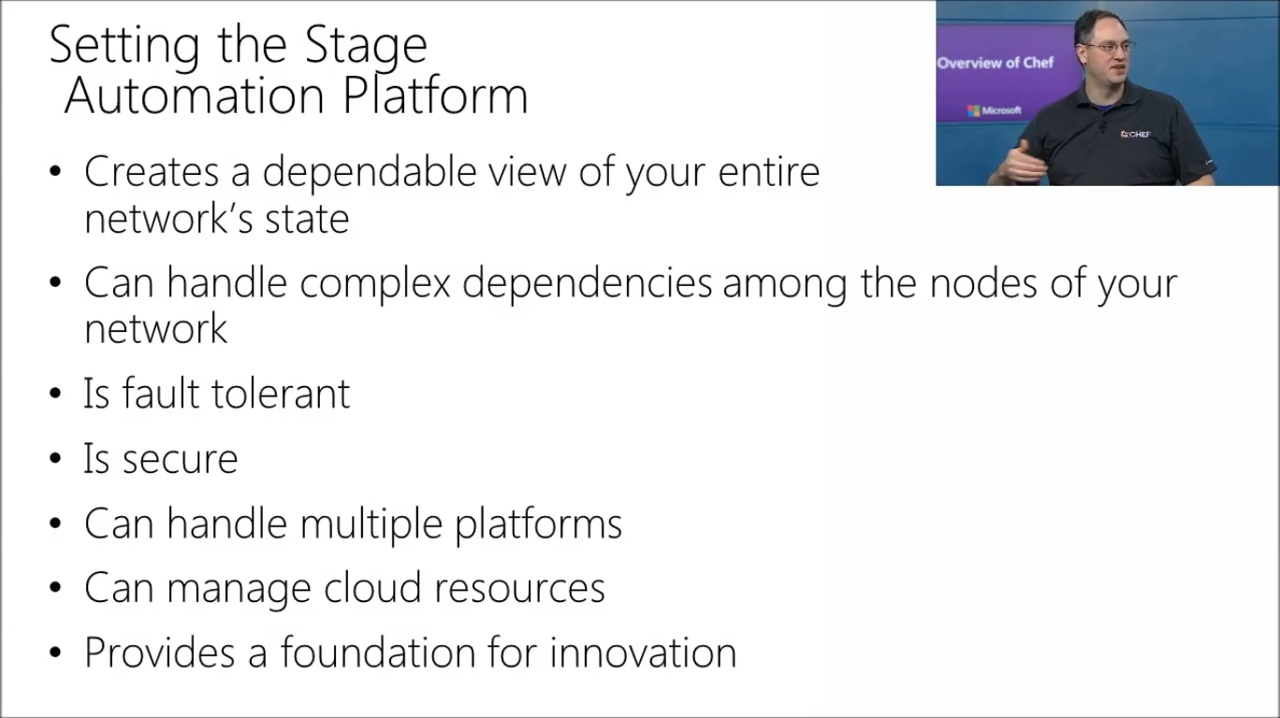 Setting the Stage
Automation Platform
Overview of Chef
Microsoft
CHEF
• Creates a dependable view of your entire
network’s state
• Can handle complex dependencies among the nodes of your
network
• Is fault tolerant
• Is secure
• Can handle multiple platforms
• Can manage cloud resources
• Provides a foundation for innovation